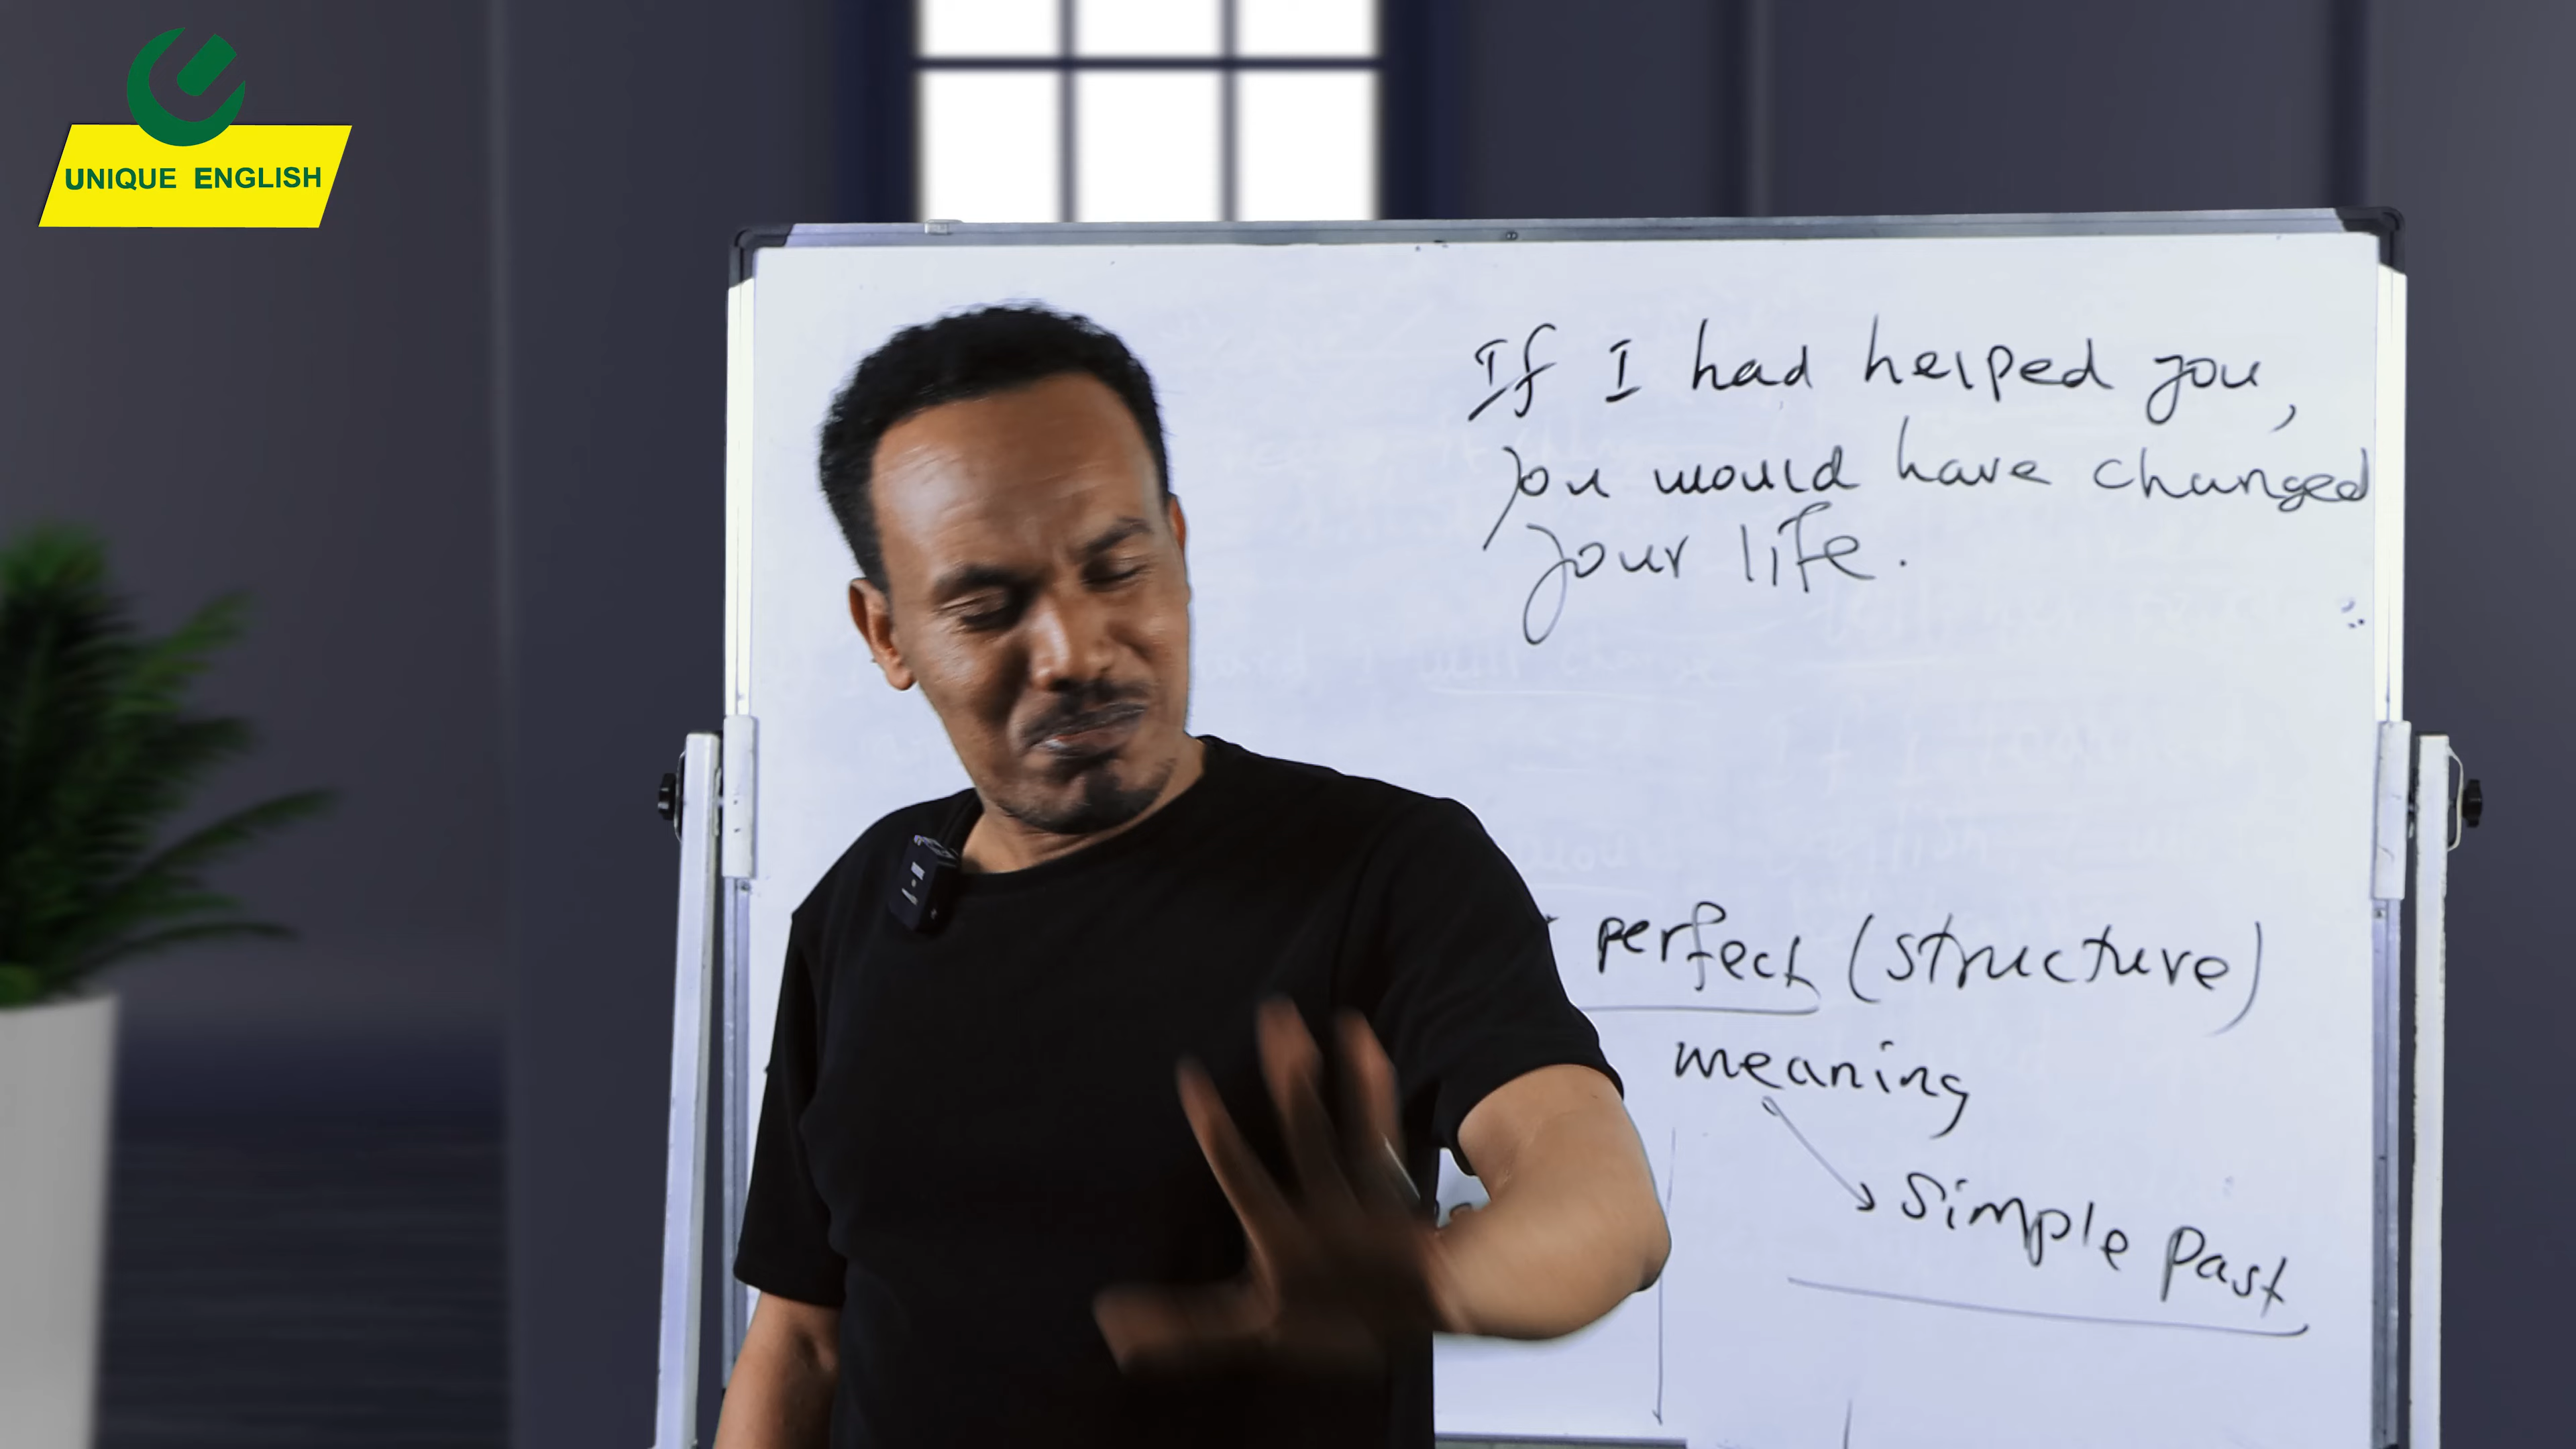 UNIQUE ENGLISH
If I had helped you,
you would have changed
your life.
perfect (structure)
meaning
simple past